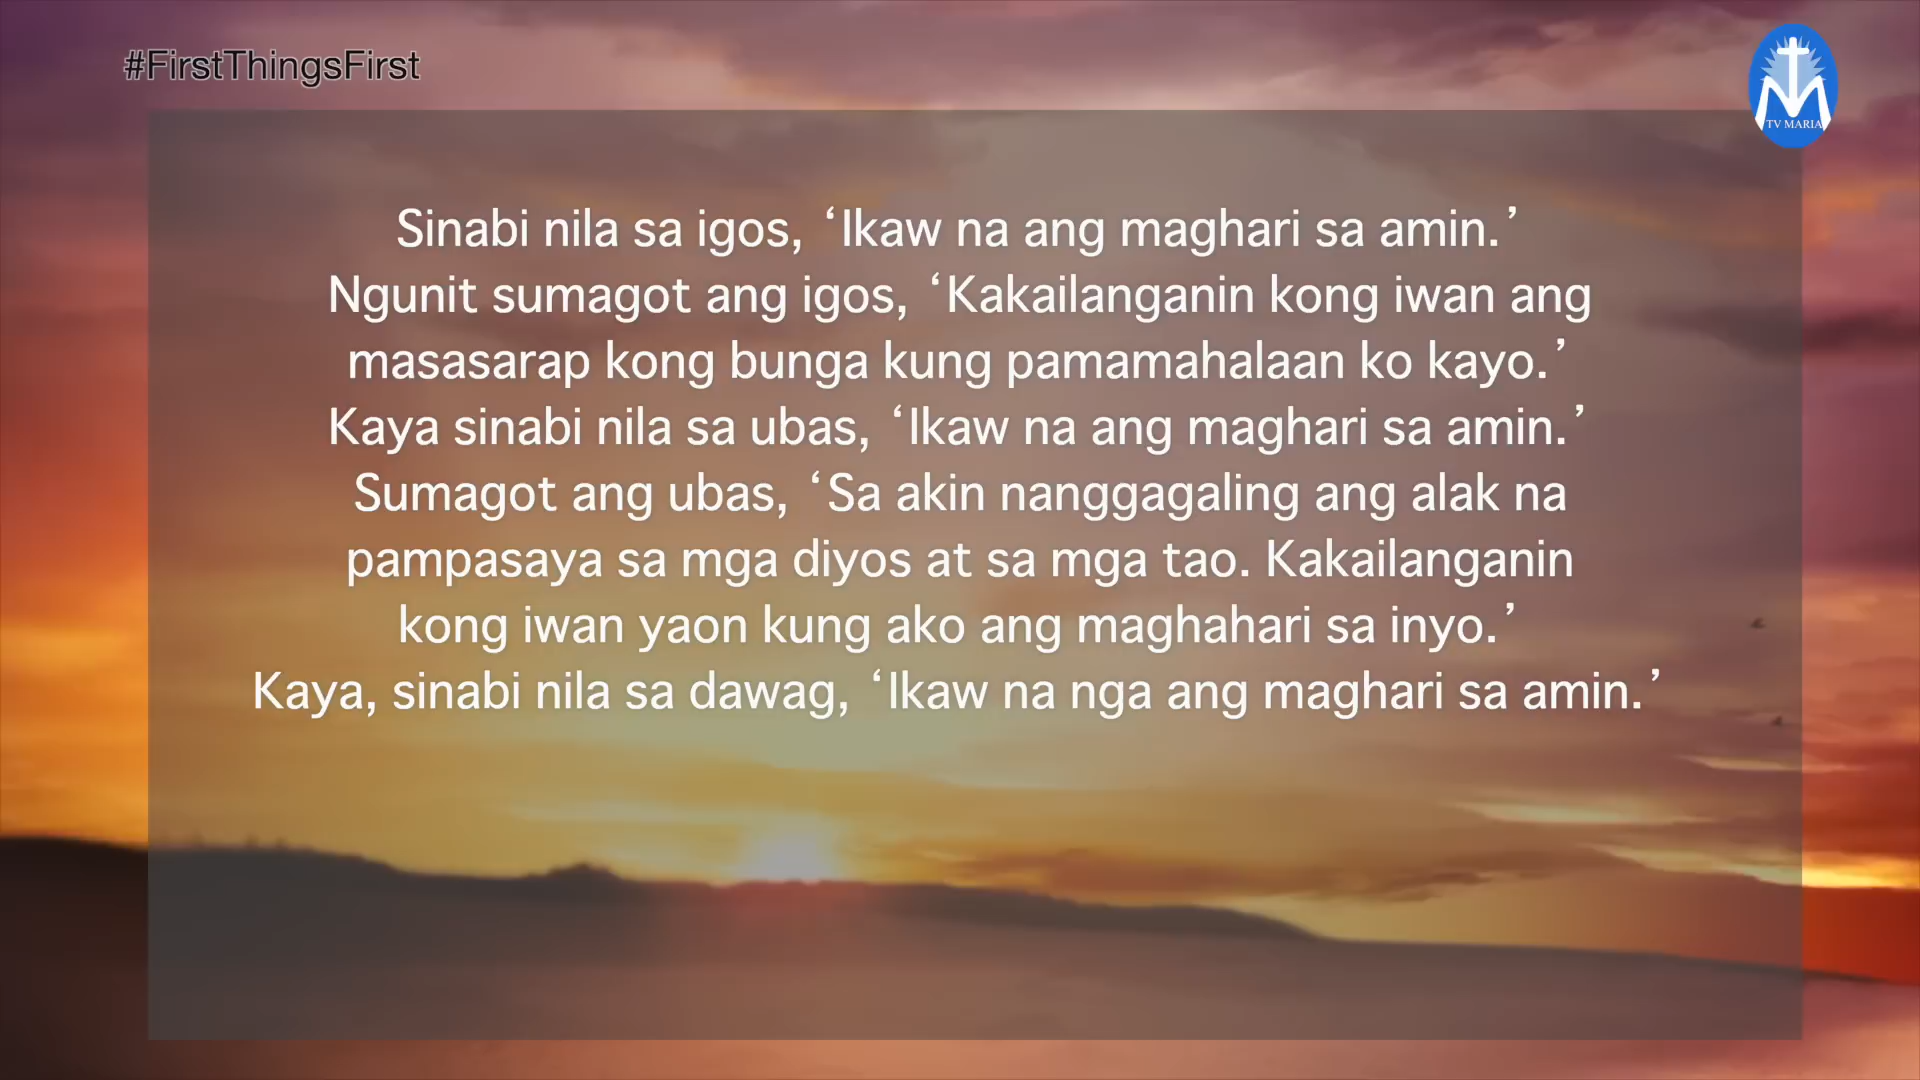 #FirstThingsFirst
TV MARIA
Sinabi nila sa igos, ‘Ikaw na ang maghari sa amin.’
Ngunit sumagot ang igos, ‘Kakailanganin kong iwan ang
masasarap kong bunga kung pamamahalaan ko kayo.’
Kaya sinabi nila sa ubas, ‘Ikaw na ang maghari sa amin.’
Sumagot ang ubas, ‘Sa akin nanggagaling ang alak na
pampasaya sa mga diyos at sa mga tao. Kakailanganin
kong iwan yaon kung ako ang maghahari sa inyo.’
Kaya, sinabi nila sa dawag, ‘Ikaw na nga ang maghari sa amin.’